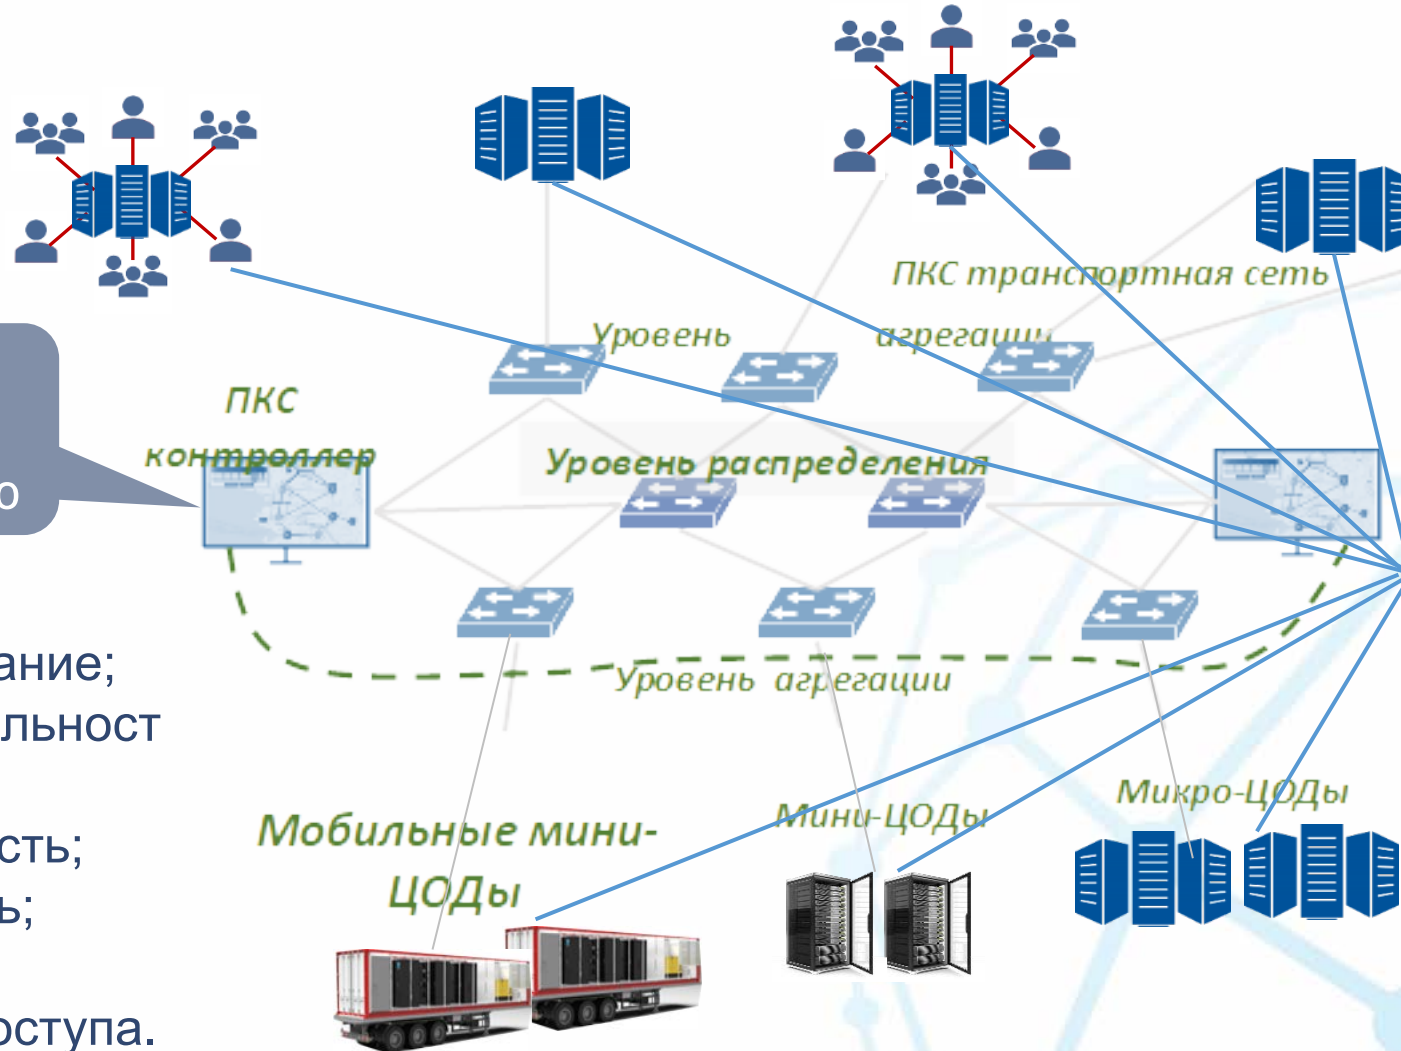 ПКС транспортная сеть
Уровень агрегации
ПКС
контроллер
Уровень распределения
о
ание;
Уровень агрегации
льност
Микро-ЦОДы
Мини-ЦОДы
Мобильные мини-
ЦОДы
сть;
ь;
оступа.